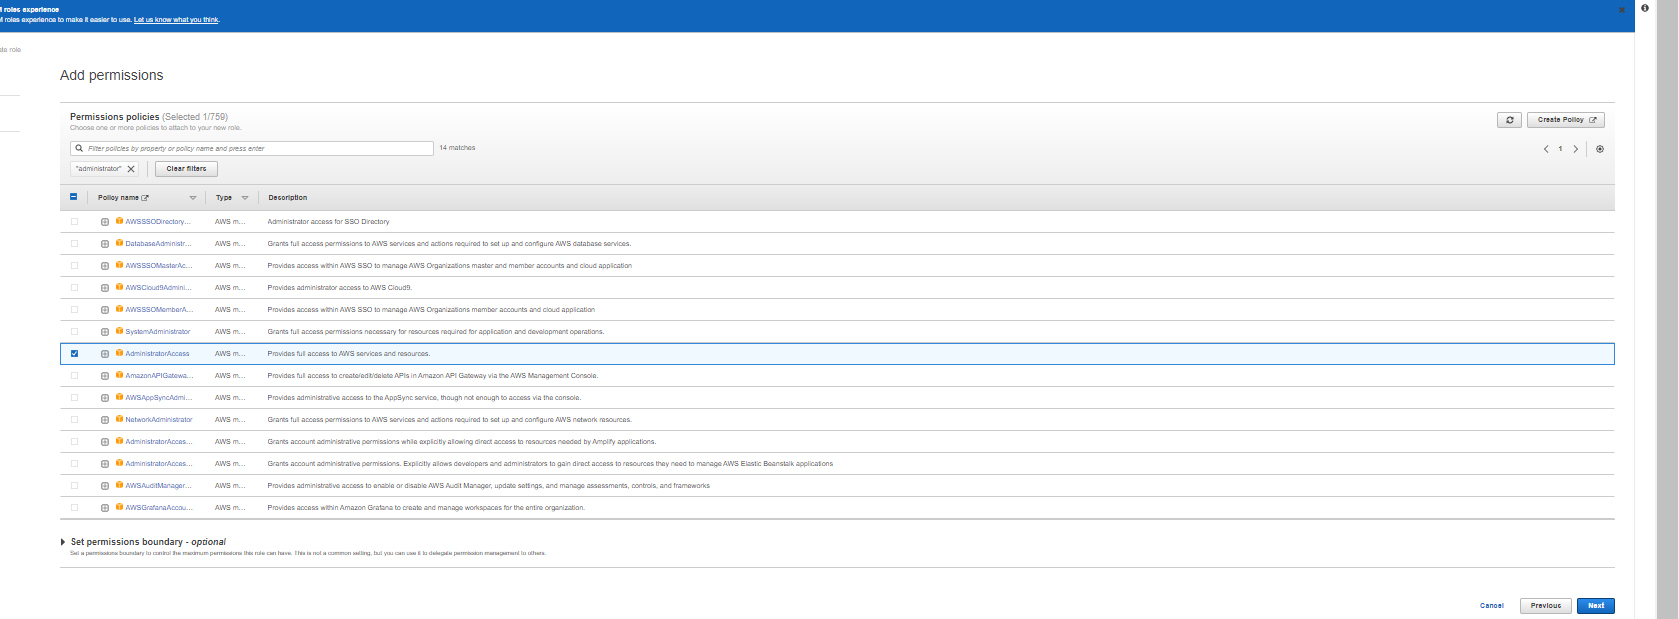 M roles experience
M roles experience to make it easier to use. Let us know what you think.
ate role
Add permissions
Permissions policies (Selected 1/759)
Choose one or more policies to attach to your new role.
Create Policy
Filter policies by property or policy name and press enter
14 matches
1
"administrator"
Clear filters
Policy name Type Description
AWSSSODirectory... AWS m... Administrator access for SSO Directory
DatabaseAdministr... AWS m... Grants full access permissions to AWS services and actions required to set up and configure AWS database services.
AWSSSOMasterAc... AWS m... Provides access within AWS SSO to manage AWS Organizations master and member accounts and cloud application
AWSCloud9Admini... AWS m... Provides administrator access to AWS Cloud9.
AWSSSOMemberA... AWS m... Provides access within AWS SSO to manage AWS Organizations member accounts and cloud application
SystemAdministrator AWS m... Grants full access permissions necessary for resources required for application and development operations.
AdministratorAccess AWS m... Provides full access to AWS services and resources.
AmazonAPIGatewa... AWS m... Provides full access to create/edit/delete APIs in Amazon API Gateway via the AWS Management Console.
AWSAppSyncAdmi... AWS m... Provides administrative access to the AppSync service, though not enough to access via the console.
NetworkAdministrator AWS m... Grants full access permissions to AWS services and actions required to set up and configure AWS network resources.
AdministratorAcces... AWS m... Grants account administrative permissions while explicitly allowing direct access to resources needed by Amplify applications.
AdministratorAcces... AWS m... Grants account administrative permissions. Explicitly allows developers and administrators to gain direct access to resources they need to manage AWS Elastic Beanstalk applications
AWSAuditManager... AWS m... Provides administrative access to enable or disable AWS Audit Manager, update settings, and manage assessments, controls, and frameworks
AWSGrafanaAccou... AWS m... Provides access within Amazon Grafana to create and manage workspaces for the entire organization.
Set permissions boundary - optional
Set a permissions boundary to control the maximum permissions this role can have. This is not a common setting, but you can use it to delegate permission management to others.
Cancel
Previous
Next